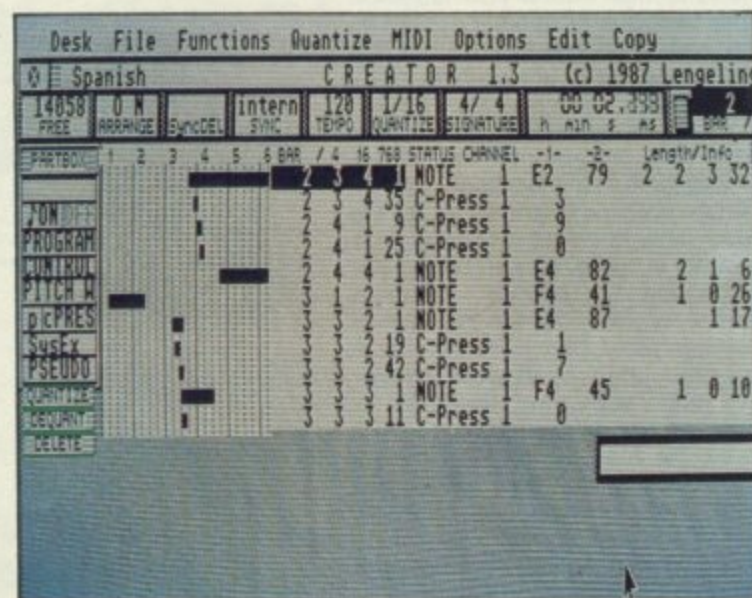 Desk File Functions Quantize MIDI Options Edit Copy
Spanish CREATOR 1.3 (c) 1987 Lengeling
14058 ON intern 120 1/16 4/ 4 00 02.393 2
FREE ARRANGE SyncDEL SYNC TEMPO QUANTIZE SIGNATURE h min s ms BAR /
PARTBOX 1 2 3 4 5 6 BAR / 4 16 768 STATUS CHANNEL -1- -2- Length/Info
2 3 4 1 NOTE 1 E2 79 2 2 3 32
2 3 4 35 C-Press 1 3
2 4 1 9 C-Press 1 9
PROGRAM 2 4 1 25 C-Press 1 0
CONTROL 2 4 4 1 NOTE 1 E4 82 2 1 6
PITCH W 3 1 2 1 NOTE 1 F4 41 1 0 26
p|cPRES 3 3 2 1 NOTE 1 E4 87 1 17
SysEx 3 3 2 19 C-Press 1 1
PSEUDO 3 3 2 42 C-Press 1 7
QUANTIZE 3 3 3 1 NOTE 1 F4 45 1 0 10
DEQUANT 3 3 3 11 C-Press 1 0
DELETE